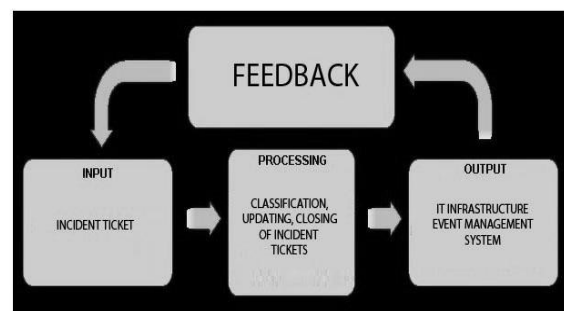 FEEDBACK
INPUT
INCIDENT TICKET
PROCESSING
CLASSIFICATION,
UPDATING, CLOSING
OF INCIDENT
TICKETS
OUTPUT
IT INFRASTRUCTURE
EVENT MANAGEMENT
SYSTEM